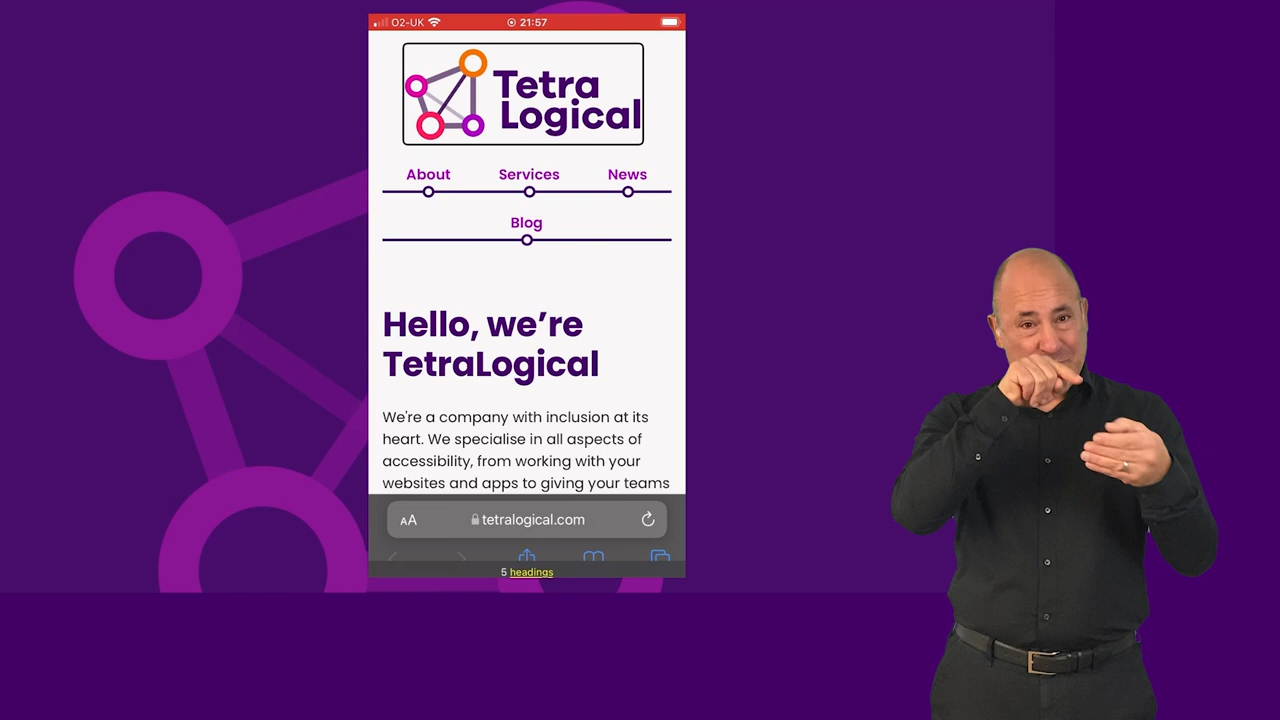 O2-UK 21:57
Tetra
Logical
About Services News
Blog
Hello, we’re
TetraLogical
We're a company with inclusion at its
heart. We specialise in all aspects of
accessibility, from working with your
websites and apps to giving your teams
AA tetralogical.com
5 headings